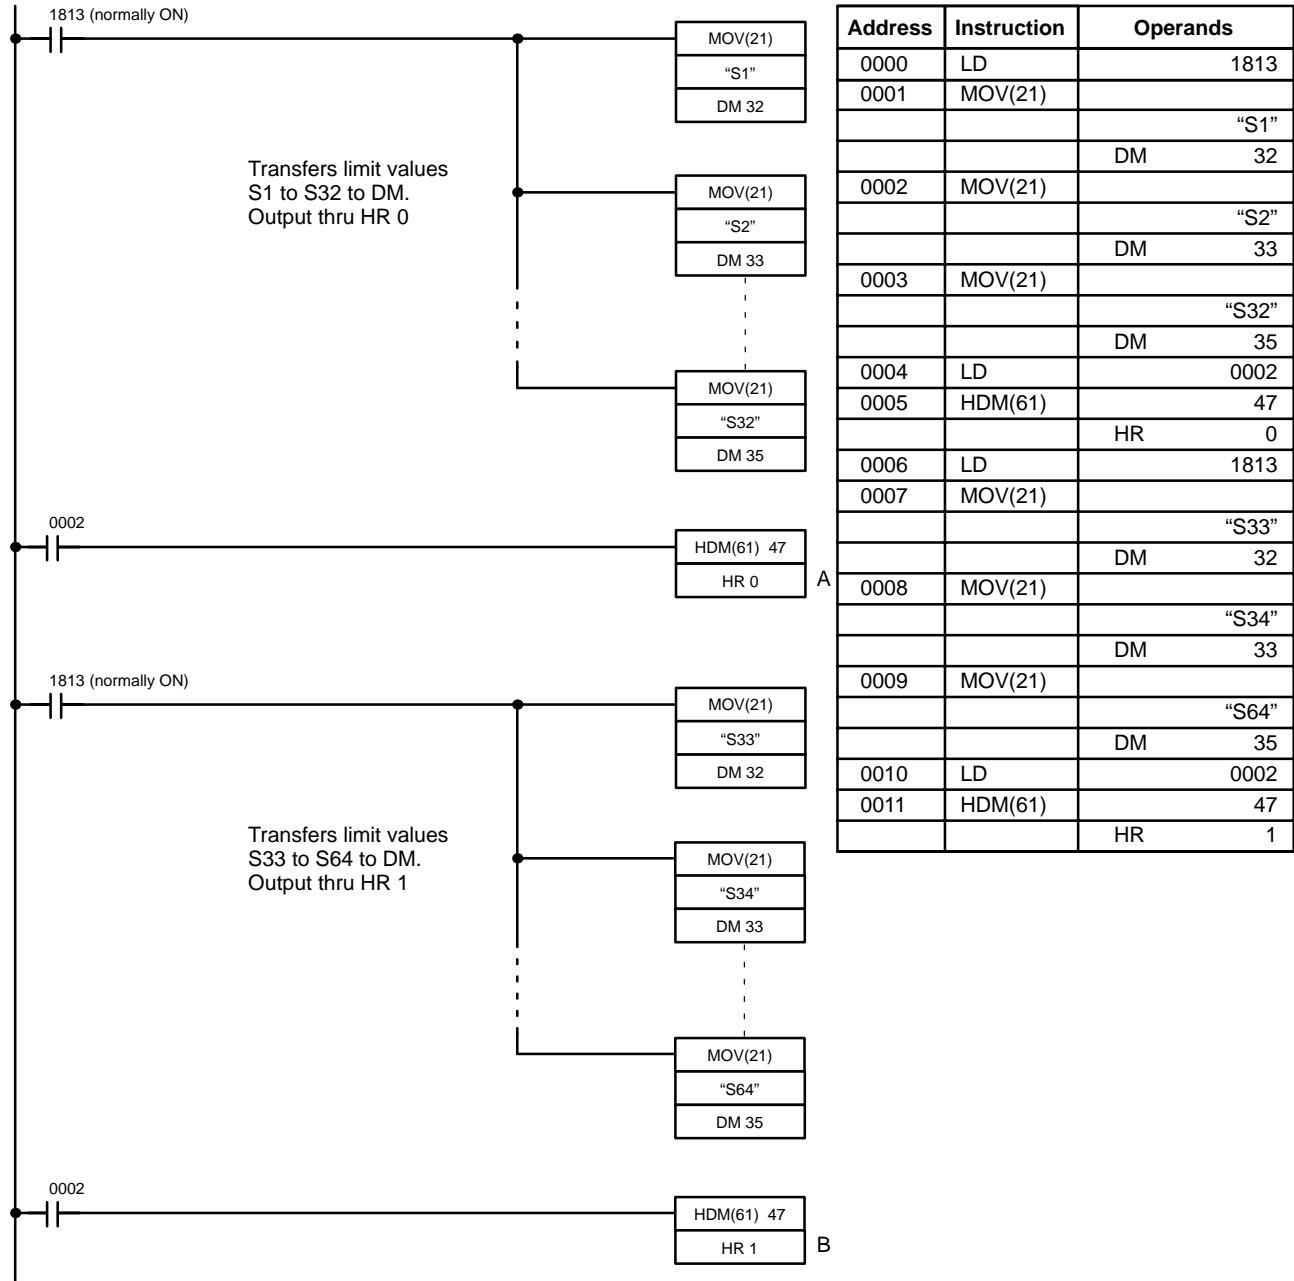 1813 (normally ON)
MOV(21)
“S1”
DM 32
Transfers limit values
S1 to S32 to DM.
Output thru HR 0
MOV(21)
“S2”
DM 33
MOV(21)
“S32”
DM 35
0002
HDM(61) 47
HR 0
A
1813 (normally ON)
MOV(21)
“S33”
DM 32
Transfers limit values
S33 to S64 to DM.
Output thru HR 1
MOV(21)
“S34”
DM 33
MOV(21)
“S64”
DM 35
0002
HDM(61) 47
HR 1
B
Address Instruction Operands
0000 LD 1813
0001 MOV(21)
“S1”
DM 32
0002 MOV(21)
“S2”
DM 33
0003 MOV(21)
“S32”
DM 35
0004 LD 0002
0005 HDM(61) 47
HR 0
0006 LD 1813
0007 MOV(21)
“S33”
DM 32
0008 MOV(21)
“S34”
DM 33
0009 MOV(21)
“S64”
DM 35
0010 LD 0002
0011 HDM(61) 47
HR 1